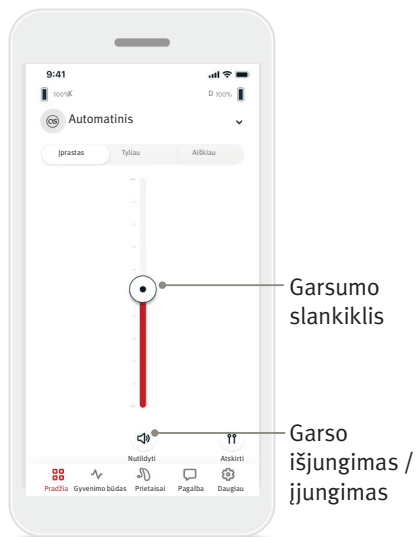 9:41
100% K
D 100%
OS Automatinis
Įprastas Tyliau Aiškiau
Garsumo
slankiklis
Nutildyti Atskirti
Garso
išjungimas /
įjungimas
Pradžia Gyvenimo būdas Prietaisai Pagalba Daugiau